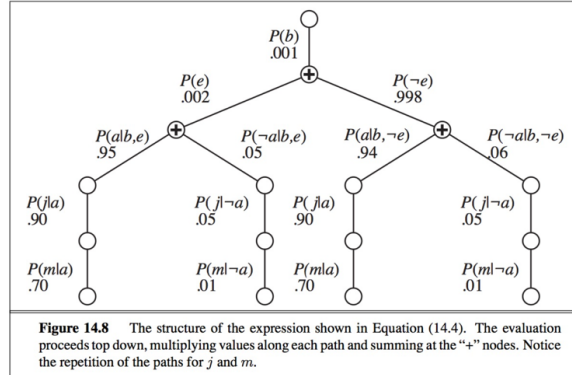 P(b)
.001
P(e)
.002
P(¬e)
.998
P(a|b,e)
.95
P(¬a|b,e)
.05
P(a|b,¬e)
.94
P(¬a|b,¬e)
.06
P(j|a)
.90
P(j|¬a)
.05
P(j|a)
.90
P(j|¬a)
.05
P(m|a)
.70
P(m|¬a)
.01
P(m|a)
.70
P(m|¬a)
.01
Figure 14.8 The structure of the expression shown in Equation (14.4). The evaluation
proceeds top down, multiplying values along each path and summing at the “+” nodes. Notice
the repetition of the paths for j and m.